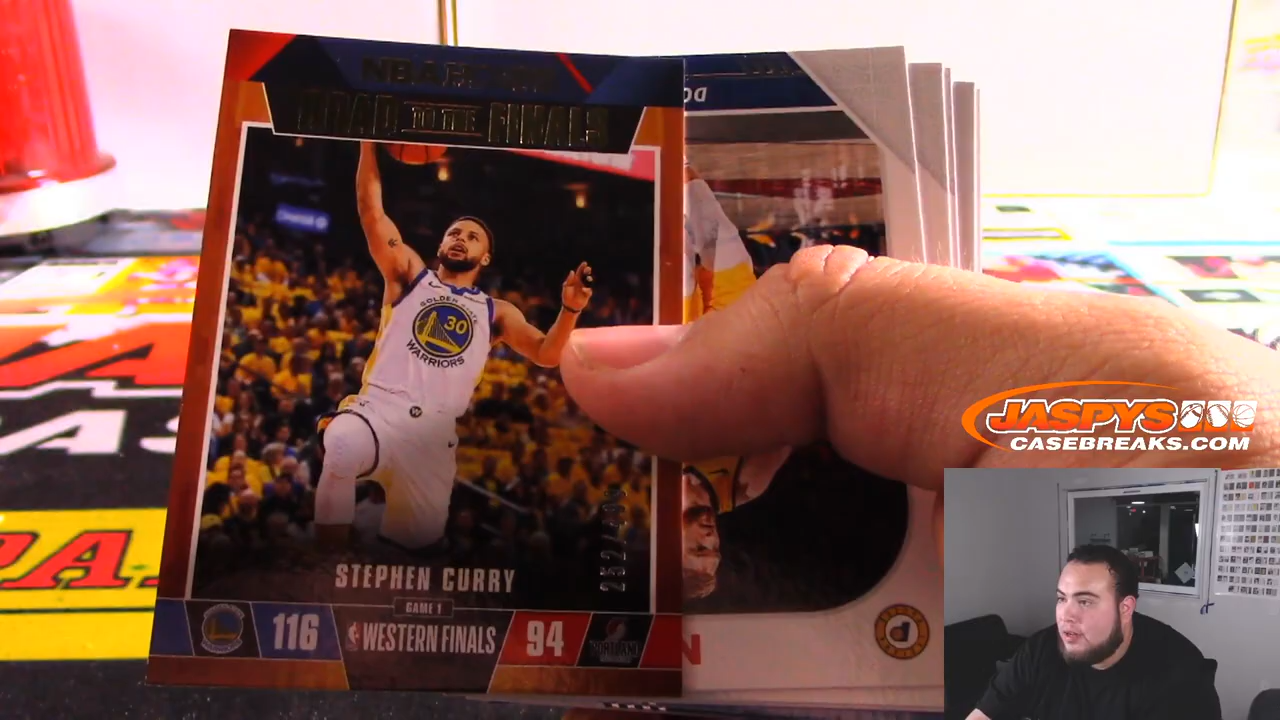 NBA HOOPS
ROAD TO THE FINALS
GOLDEN STATE
30
WARRIORS
STEPHEN CURRY
GAME 1
116
WESTERN FINALS
94
JASPYS
CASEBREAKS.COM